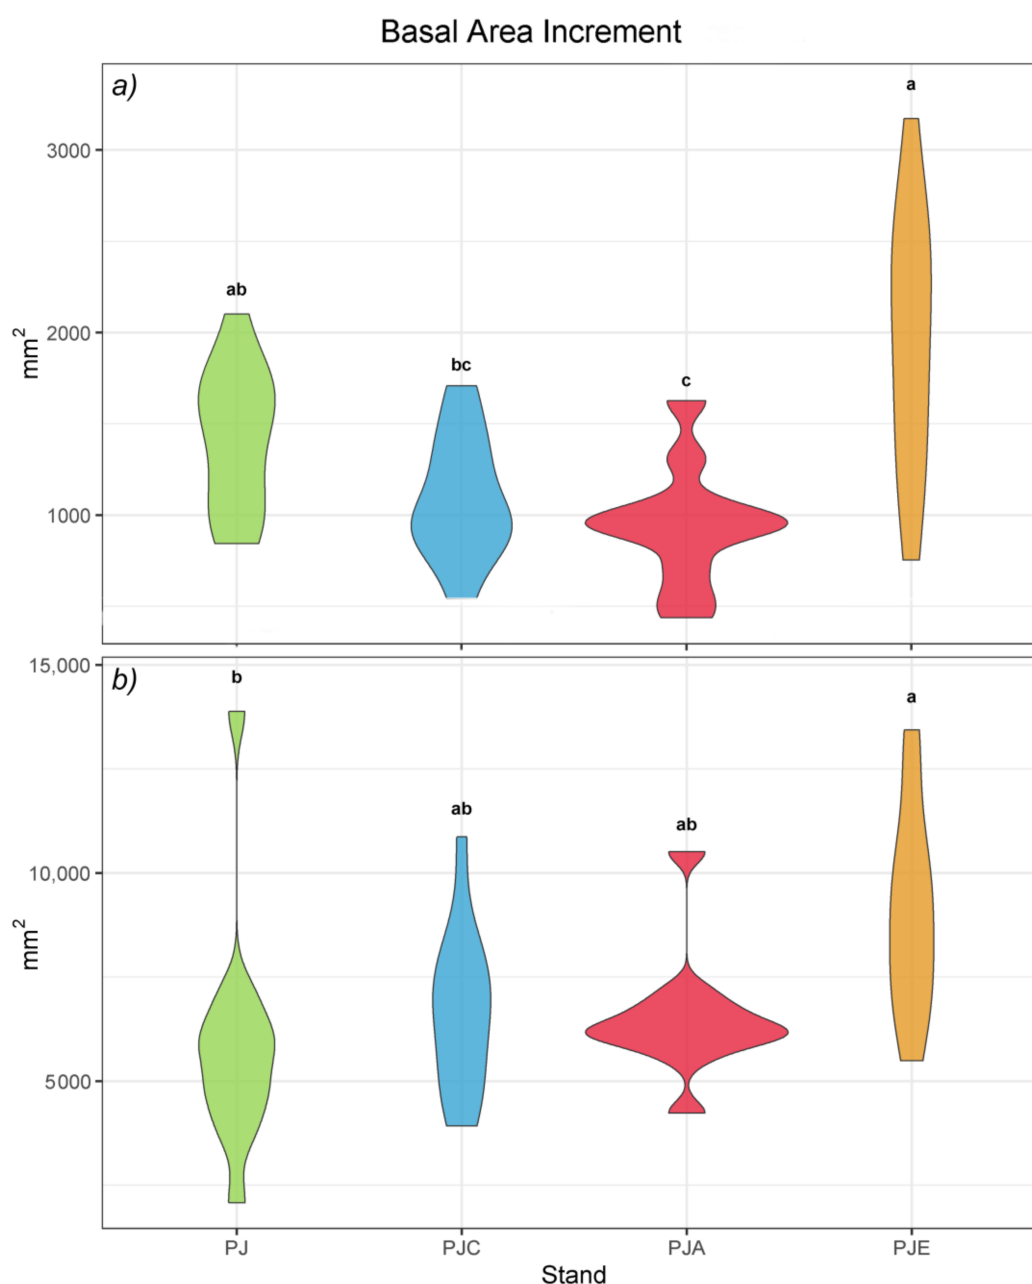 Basal Area Increment
a)
a
3000
ab
2000
mm²
bc
c
1000
15,000
b)
b
a
ab
ab
10,000
mm²
5000
PJ PJC PJA PJE
Stand